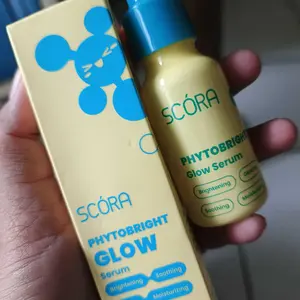 SCÓRA
PHYTOBRIGHT
GLOW
Serum
Brightening
Soothing
Moisturizing
SCÓRA
PHYTOBRIGHT
Glow Serum
Brightening
Soothing